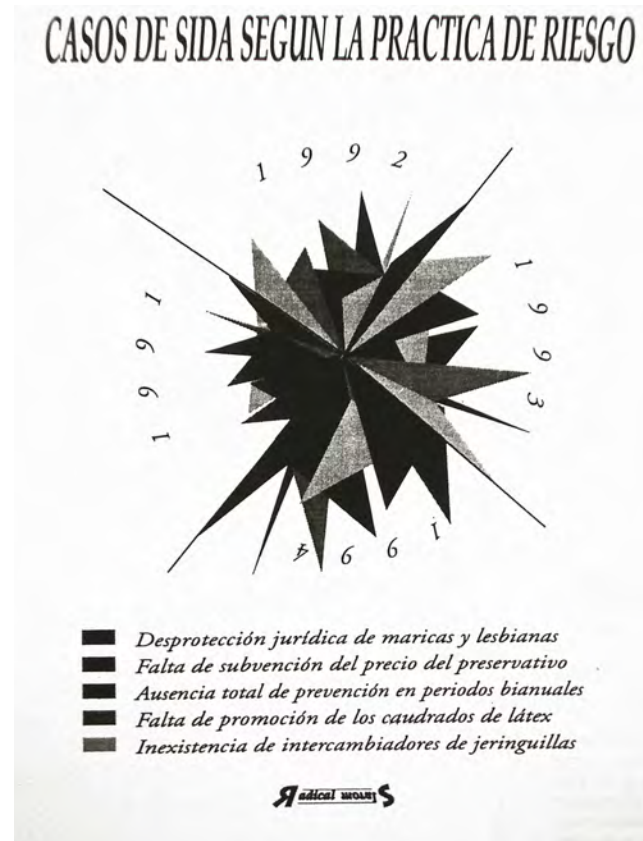 CASOS DE SIDA SEGUN LA PRACTICA DE RIESGO
1991
1992
1993
1994
Desprotección jurídica de maricas y lesbianas
Falta de subvención del precio del preservativo
Ausencia total de prevención en periodos bianuales
Falta de promoción de los caudrados de látex
Inexistencia de intercambiadores de jeringuillas
Radical moralS